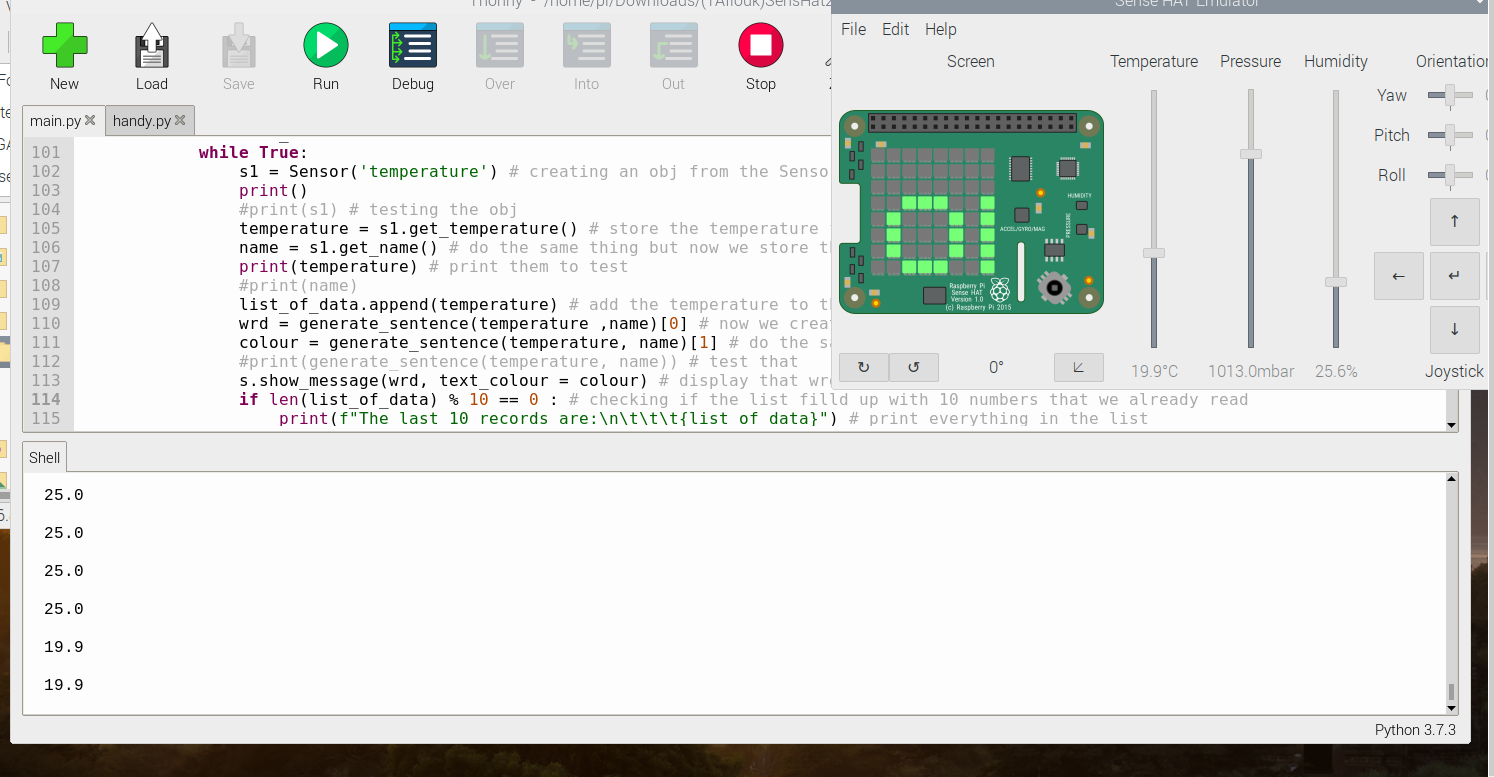 Thonny - /home/pi/Downloads/(TAflouk)SensHat2
Sense HAT Emulator
File Edit Help
New Load Save Run Debug Over Into Out Stop
Screen Temperature Pressure Humidity Orientation
Yaw
Pitch
Roll
main.py handy.py
101 while True:
102 s1 = Sensor('temperature') # creating an obj from the Senso
103 print()
104 #print(s1) # testing the obj
105 temperature = s1.get_temperature() # store the temperature
106 name = s1.get_name() # do the same thing but now we store th
107 print(temperature) # print them to test
108 #print(name)
109 list_of_data.append(temperature) # add the temperature to th
110 wrd = generate_sentence(temperature ,name)[0] # now we crea
111 colour = generate_sentence(temperature, name)[1] # do the sa
112 #print(generate_sentence(temperature, name)) # test that
113 s.show_message(wrd, text_colour = colour) # display that wr
114 if len(list_of_data) % 10 == 0 : # checking if the list filld up with 10 numbers that we already read
115 print(f"The last 10 records are:\n\t\t\t{list of data}") # print everything in the list
HUMIDITY
PRESSURE
ACCEL/GYRO/MAG
Raspberry Pi
Sense HAT
Version 1.0
(c) Raspberry Pi 2015
↻ ↺ 0°
19.9°C 1013.0mbar 25.6%
↑
← ↵
↓
Joystick
Shell
25.0
25.0
25.0
25.0
19.9
19.9
Python 3.7.3